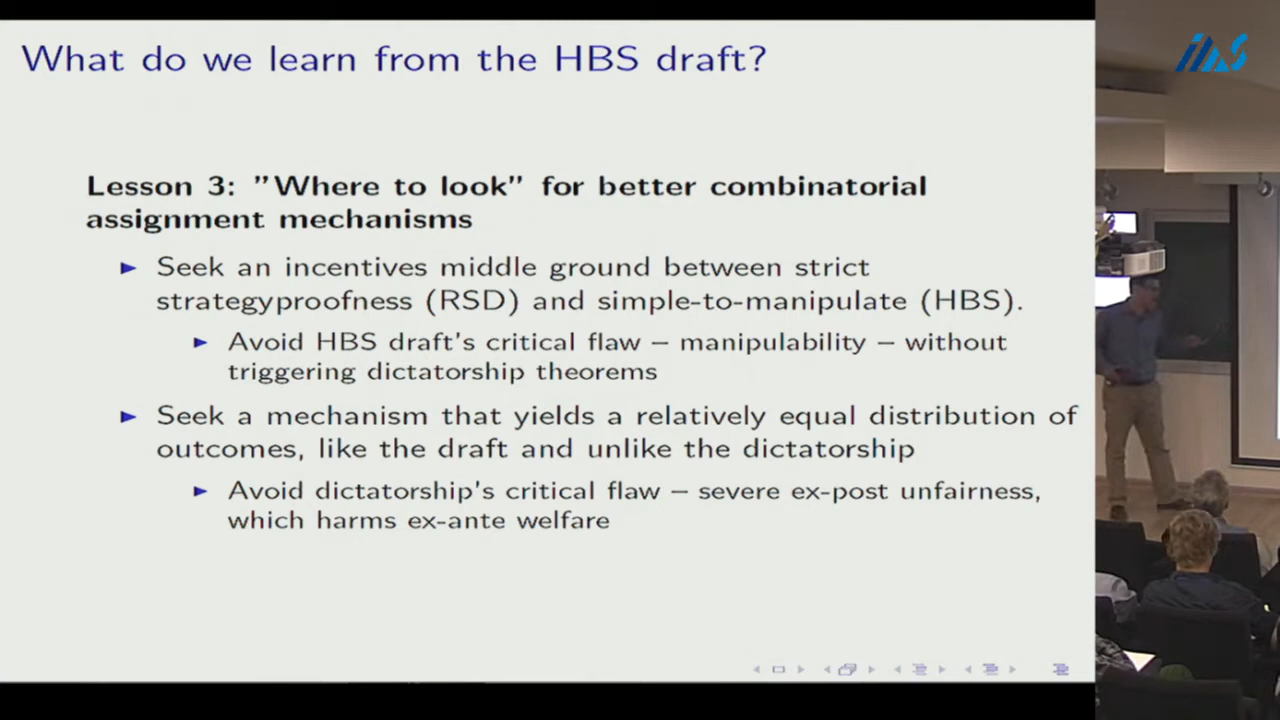 IIAS
What do we learn from the HBS draft?
Lesson 3: ”Where to look” for better combinatorial
assignment mechanisms
► Seek an incentives middle ground between strict
strategyproofness (RSD) and simple-to-manipulate (HBS).
► Avoid HBS draft's critical flaw – manipulability – without
triggering dictatorship theorems
► Seek a mechanism that yields a relatively equal distribution of
outcomes, like the draft and unlike the dictatorship
► Avoid dictatorship's critical flaw – severe ex-post unfairness,
which harms ex-ante welfare